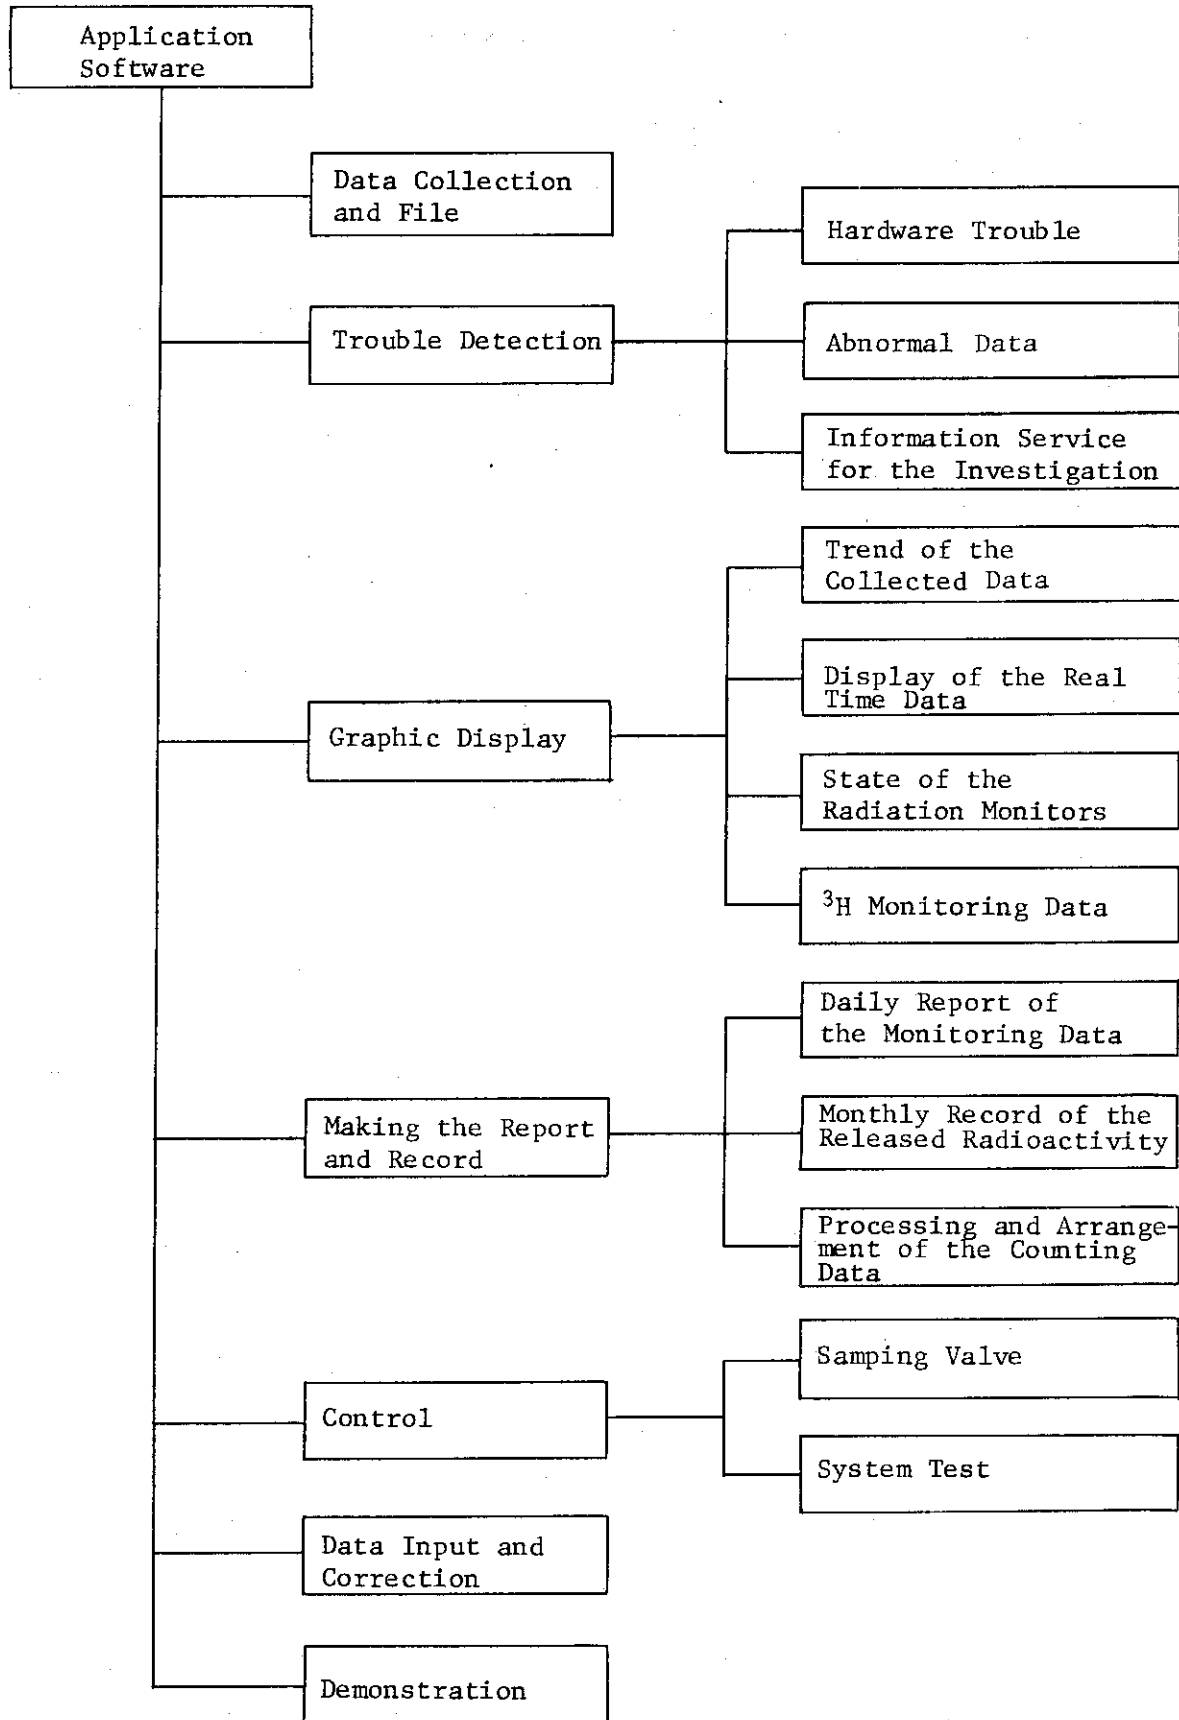 Application
Software
Data Collection
and File
Trouble Detection
Hardware Trouble
Abnormal Data
Information Service
for the Investigation
Graphic Display
Trend of the
Collected Data
Display of the Real
Time Data
State of the
Radiation Monitors
³H Monitoring Data
Making the Report
and Record
Daily Report of
the Monitoring Data
Monthly Record of the
Released Radioactivity
Processing and Arrange-
ment of the Counting
Data
Control
Samping Valve
System Test
Data Input and
Correction
Demonstration